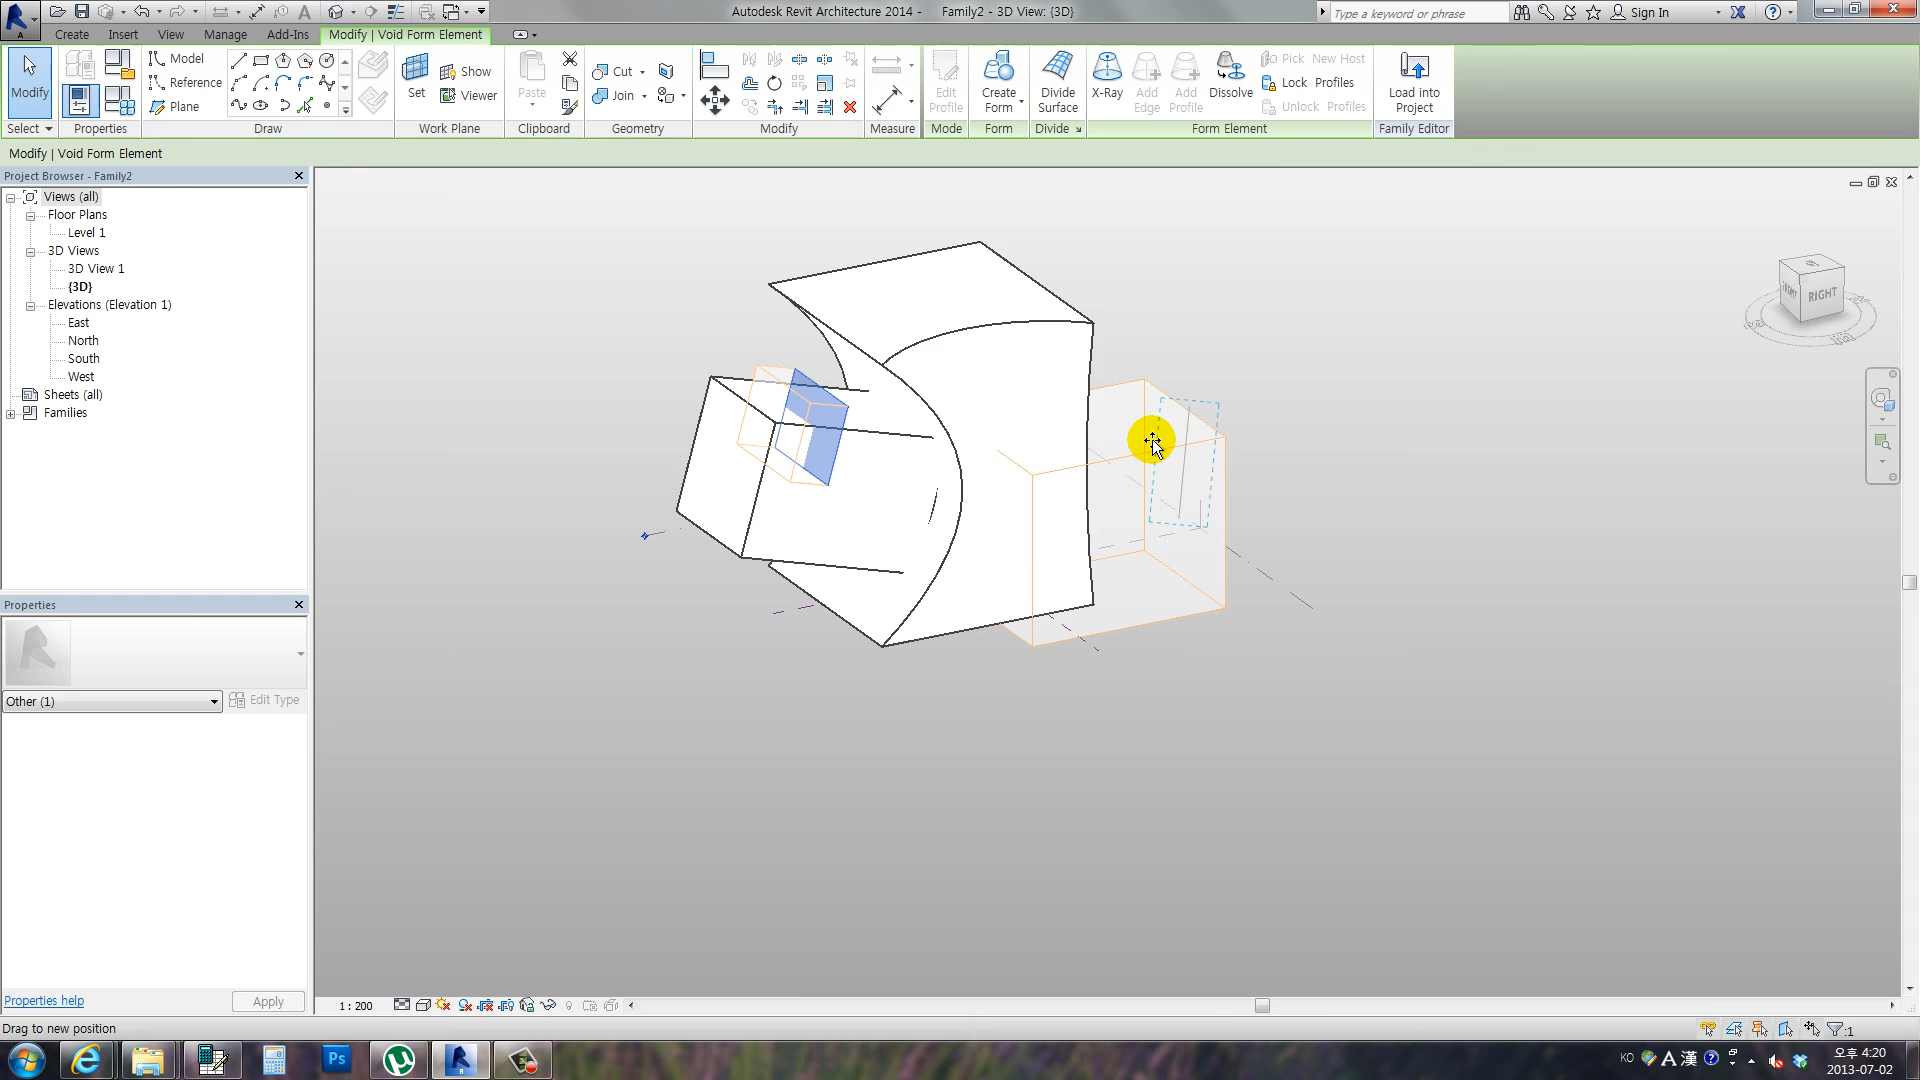 Autodesk Revit Architecture 2014 - Family2 - 3D View: {3D}
Type a keyword or phrase
Sign In
Create Insert View Manage Add-Ins Modify | Void Form Element
Modify
Model
Reference
Plane
Set
Show
Viewer
Paste
Cut
Join
Edit Profile
Create Form
Divide Surface
X-Ray
Add Edge
Add Profile
Dissolve
Pick New Host
Lock Profiles
Unlock Profiles
Load into Project
Select Properties Draw Work Plane Clipboard Geometry Modify Measure Mode Form Divide Form Element Family Editor
Modify | Void Form Element
Project Browser - Family2
Views (all)
Floor Plans
Level 1
3D Views
3D View 1
{3D}
Elevations (Elevation 1)
East
North
South
West
Sheets (all)
Families
RIGHT
Properties
Other (1)
Edit Type
Properties help
Apply
1 : 200
Drag to new position
:1
Ps
KO A 漢
오후 4:20
2013-07-02